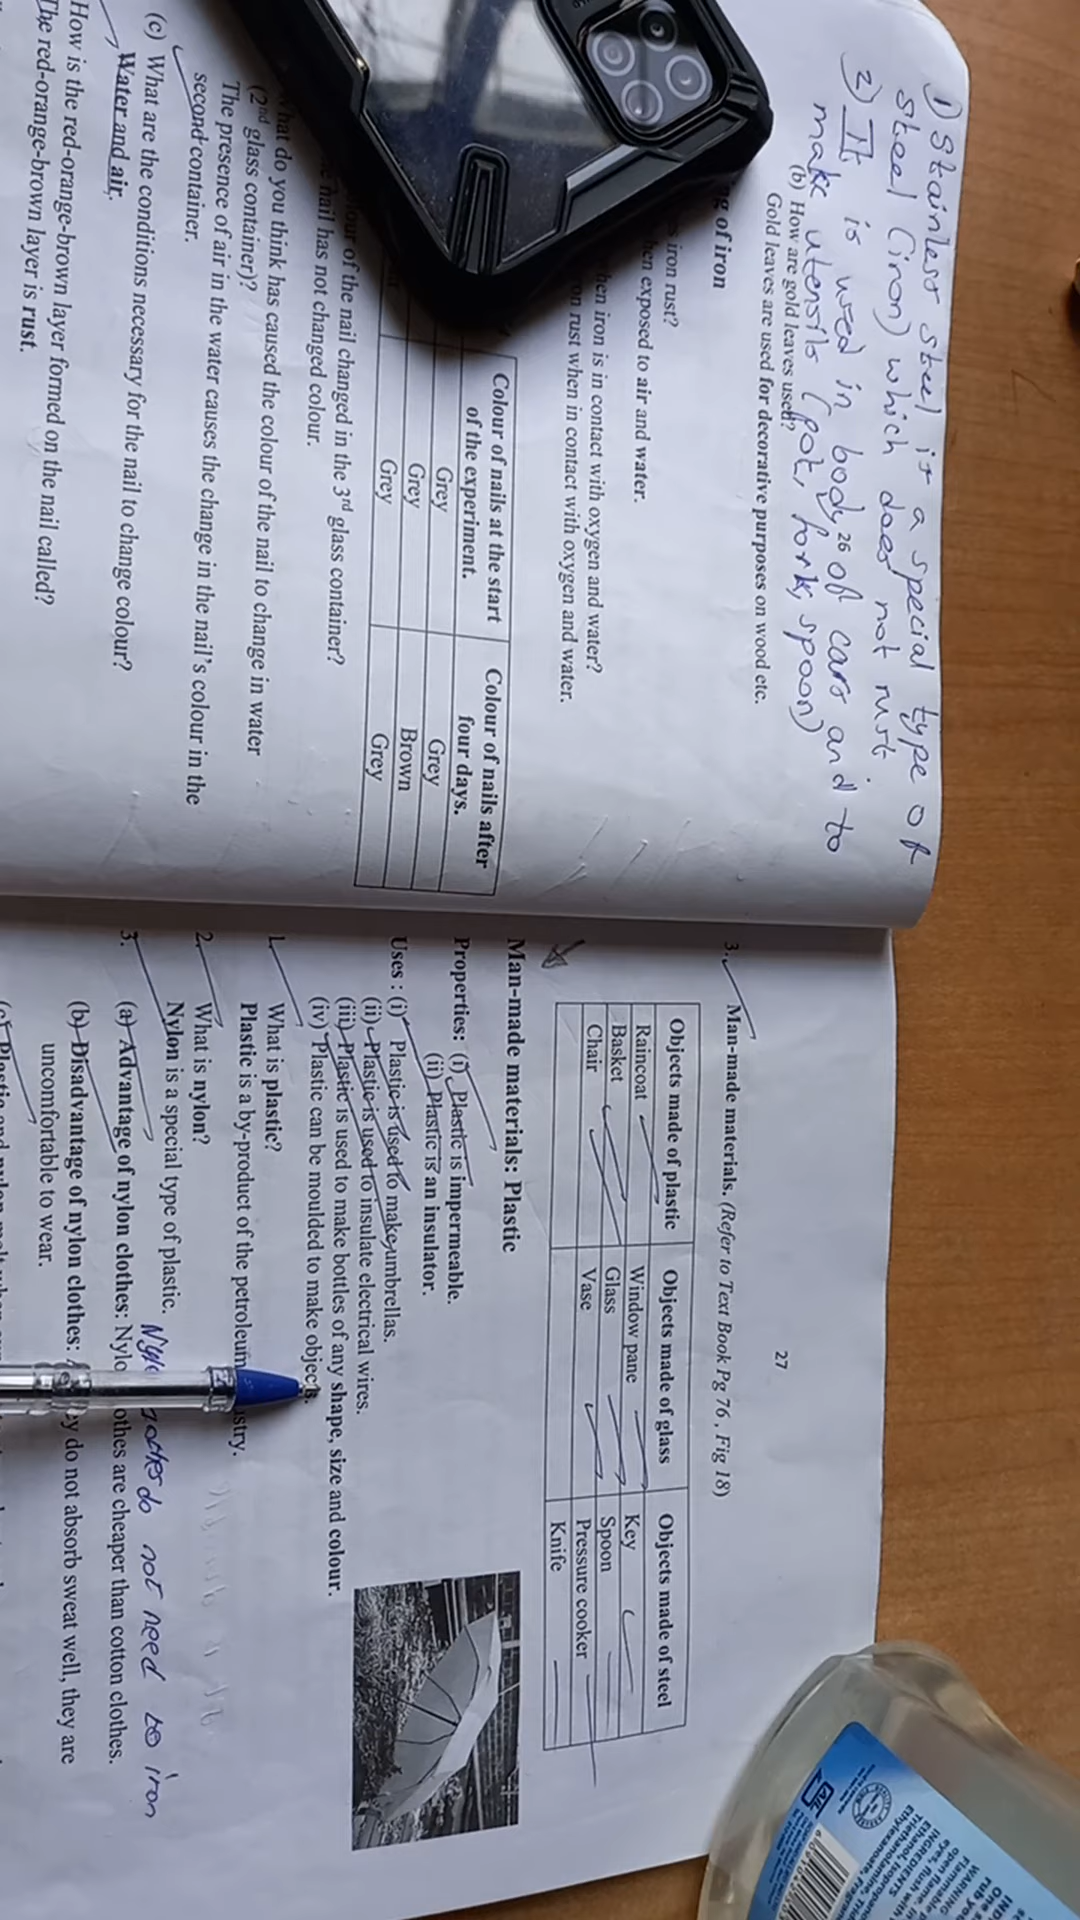 1) Stainless steel is a special type of
steel (iron) which does not rust.
2) It is used in body of cars and to
make utensils (pot, fork, spoon)
26
(b) How are gold leaves used?
Gold leaves are used for decorative purposes on wood etc.
of iron
iron rust?
when exposed to air and water.
when iron is in contact with oxygen and water?
rust when in contact with oxygen and water.
Colour of nails at the start of the experiment. Colour of nails after four days.
Grey Grey
Grey Brown
Grey Grey
colour of the nail changed in the 3rd glass container?
nail has not changed colour.
What do you think has caused the colour of the nail to change in water
(2nd glass container)?
The presence of air in the water causes the change in the nail's colour in the
second container.
(c) What are the conditions necessary for the nail to change colour?
Water and air.
How is the red-orange-brown layer formed on the nail called?
The red-orange-brown layer is rust.
27
3. Man-made materials. (Refer to Text Book Pg 76 , Fig 18)
Objects made of plastic Objects made of glass Objects made of steel
Raincoat Window pane Key
Basket Glass Spoon
Chair Vase Pressure cooker
Knife
Man-made materials: Plastic
Properties: (i) Plastic is impermeable.
(ii) Plastic is an insulator.
Uses : (i) Plastic is used to make umbrellas.
(ii) Plastic is used to insulate electrical wires.
(iii) Plastic is used to make bottles of any shape, size and colour.
(iv) Plastic can be moulded to make objects.
1. What is plastic?
Plastic is a by-product of the petroleum
2. What is nylon?
Nylon is a special type of plastic. do not need to iron
3. (a) Advantage of nylon clothes: clothes are cheaper than cotton clothes.
(b) Disadvantage of nylon clothes: They do not absorb sweat well, they are
uncomfortable to wear.
WARNING
INGREDIENTS